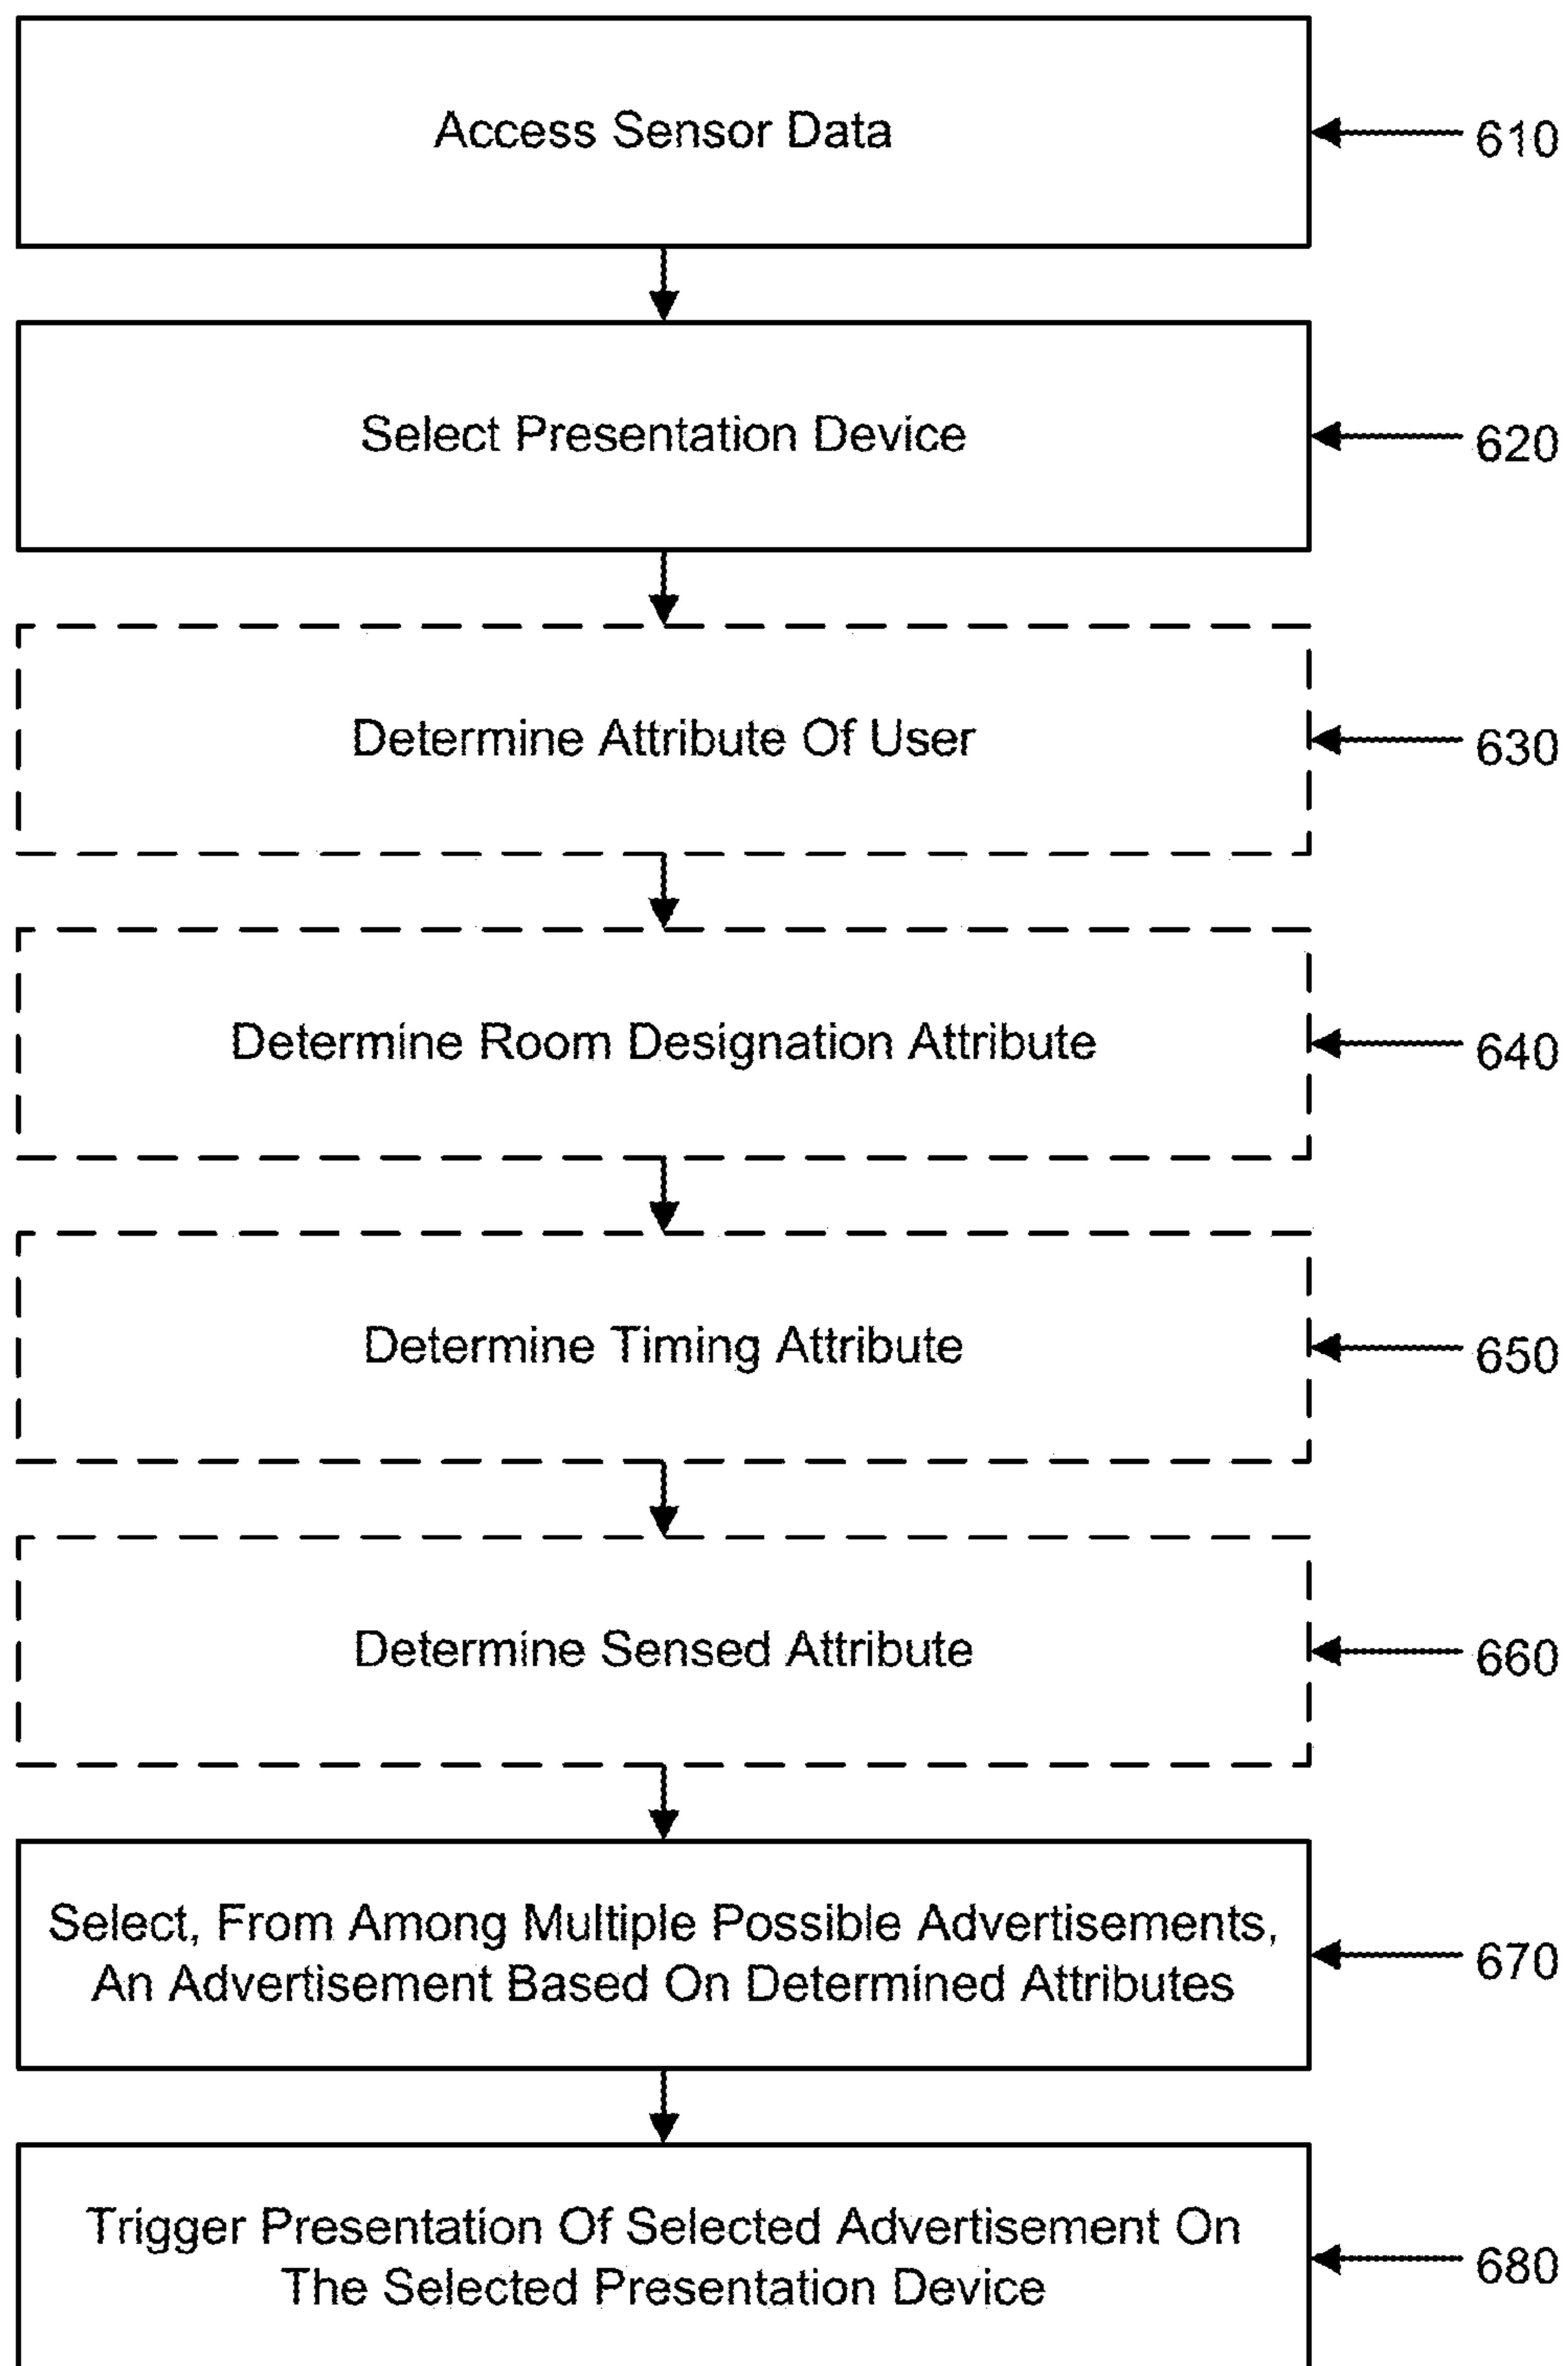 Access Sensor Data
610
Select Presentation Device
620
Determine Attribute Of User
630
Determine Room Designation Attribute
640
Determine Timing Attribute
650
Determine Sensed Attribute
660
Select, From Among Multiple Possible Advertisements,
An Advertisement Based On Determined Attributes
670
Trigger Presentation Of Selected Advertisement On
The Selected Presentation Device
680